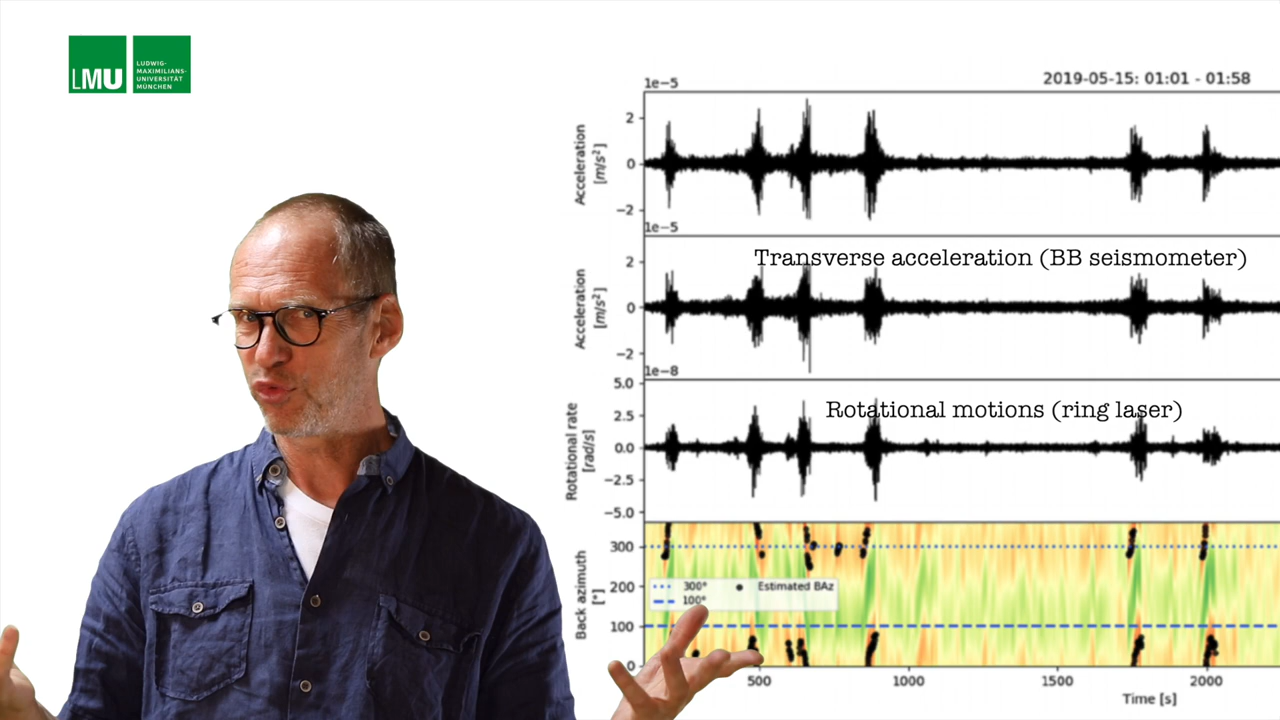 LMU
LUDWIG-
MAXIMILIANS-
UNIVERSITÄT
MÜNCHEN
2019-05-15: 01:01 - 01:58
1e−5
Acceleration
[m/s²]
2
0
−2
1e−5
Transverse acceleration (BB seismometer)
Acceleration
[m/s²]
2
0
−2
1e−8
Rotational motions (ring laser)
Rotational rate
[rad/s]
5.0
2.5
0.0
−2.5
−5.0
Back azimuth
[°]
300
200
100
0
300°
100°
Estimated BAz
500
1000
1500
2000
Time [s]